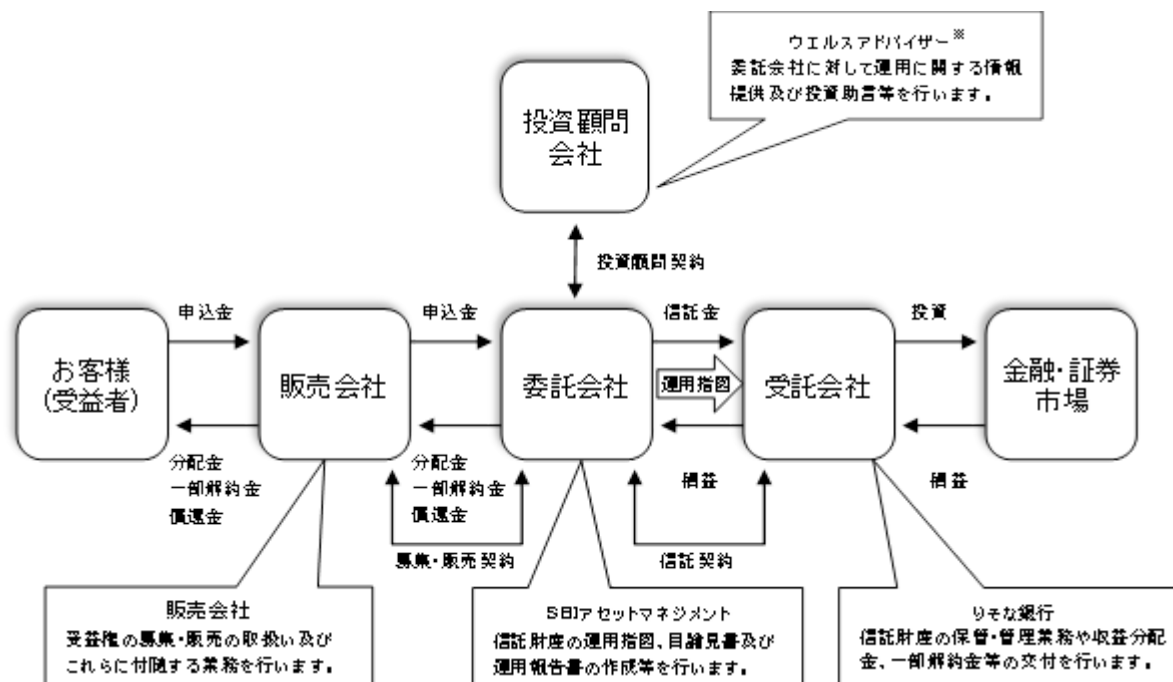 ウエルスアドバイザー※
委託会社に対して運用に関する情報
提供及び投資助言等を行います。
投資顧問
会社
投資顧問契約
申込金
申込金
信託金
投資
お客様
(受益者)
販売会社
委託会社
運用指図
受託会社
金融・証券
市場
分配金
一部解約金
償還金
分配金
一部解約金
償還金
損益
損益
募集・販売契約
信託契約
販売会社
受益権の募集・販売の取扱い及び
これらに付随する業務を行います。
SBIアセットマネジメント
信託財産の運用指図、目論見書及び
運用報告書の作成等を行います。
りそな銀行
信託財産の保管・管理業務や収益分配
金、一部解約金等の交付を行います。